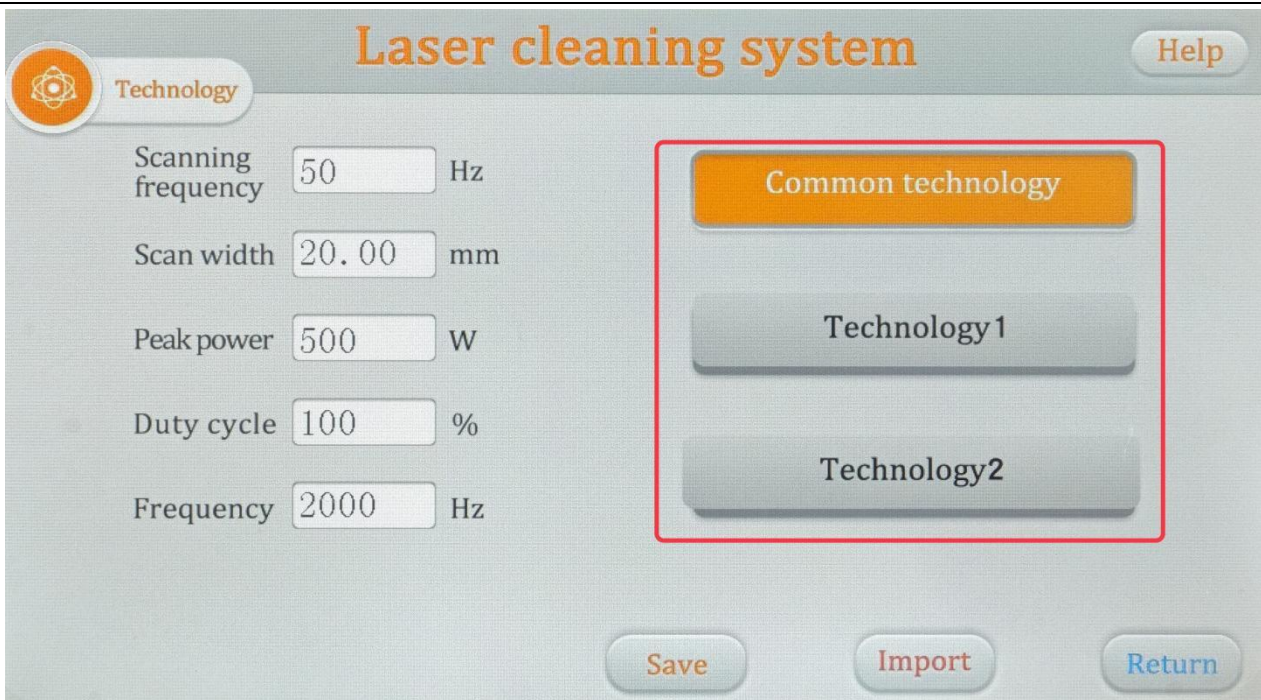 Laser cleaning system
Help
Technology
Scanning
frequency 50 Hz
Scan width 20.00 mm
Peak power 500 W
Duty cycle 100 %
Frequency 2000 Hz
Common technology
Technology1
Technology2
Save Import Return